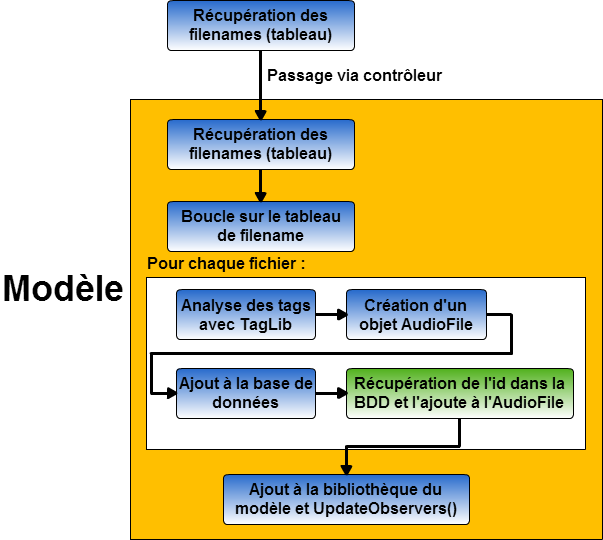 Récupération des
filenames (tableau)
Passage via contrôleur
Récupération des
filenames (tableau)
Boucle sur le tableau
de filename
Pour chaque fichier :
Modèle
Analyse des tags
avec TagLib
Création d'un
objet AudioFile
Ajout à la base de
données
Récupération de l'id dans la
BDD et l'ajoute à l'AudioFile
Ajout à la bibliothèque du
modèle et UpdateObservers()